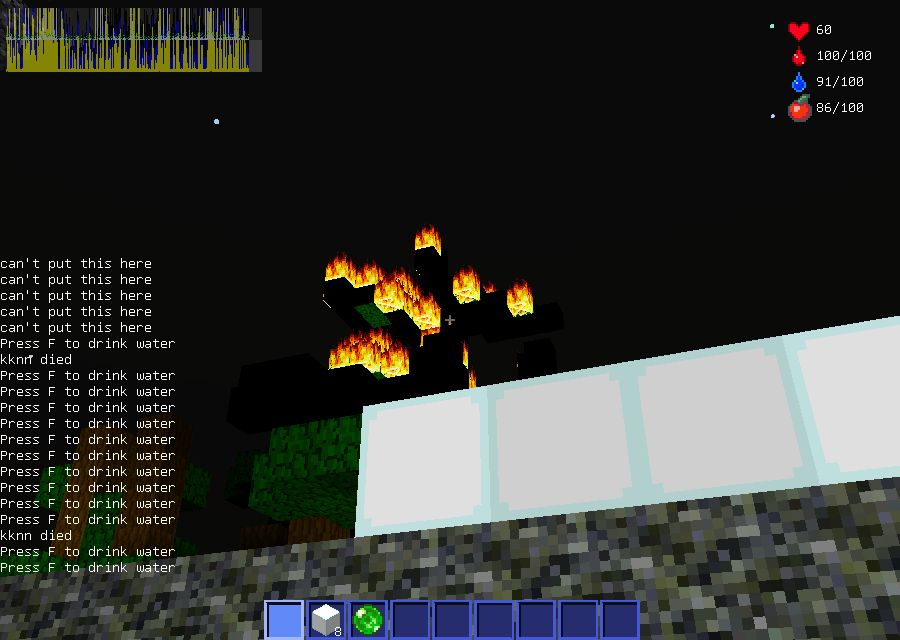 60
100/100
91/100
86/100
can't put this here
can't put this here
can't put this here
can't put this here
can't put this here
Press F to drink water
kknn died
Press F to drink water
Press F to drink water
Press F to drink water
Press F to drink water
Press F to drink water
Press F to drink water
Press F to drink water
Press F to drink water
Press F to drink water
Press F to drink water
kknn died
Press F to drink water
Press F to drink water
8